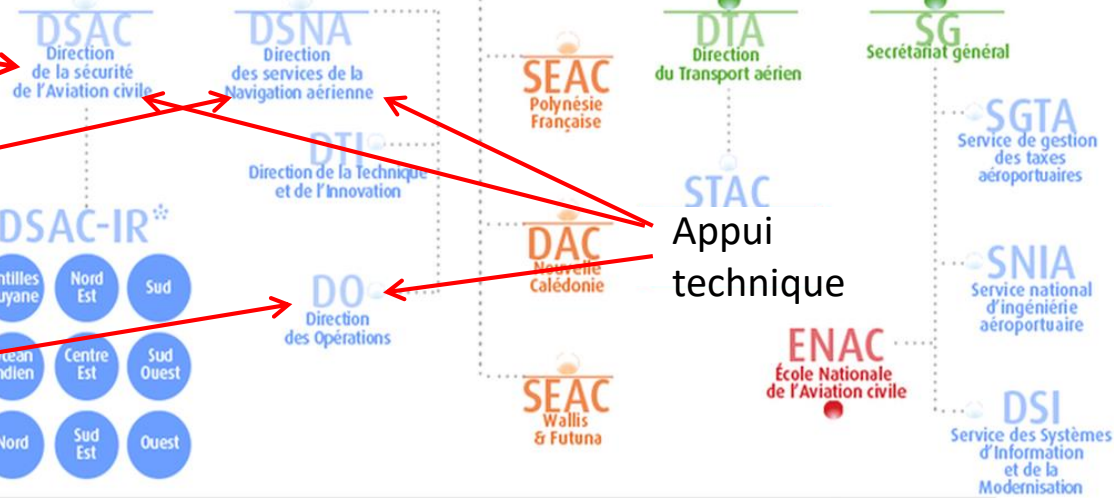 DSAC
Direction
de la sécurité
de l'Aviation civile
DSNA
Direction
des services de la
Navigation aérienne
DTI
Direction de la Technique
et de l'Innovation
DSAC-IR*
Nord
Est
Sud
Centre
Est
Sud
Ouest
Nord
Sud
Est
Ouest
DO
Direction
des Opérations
SEAC
Polynésie
Française
DAC
Nouvelle
Calédonie
SEAC
Wallis
& Futuna
DTA
Direction
du Transport aérien
STAC
Appui
technique
SG
Secrétariat général
SGTA
Service de gestion
des taxes
aéroportuaires
SNIA
Service national
d'ingéniérie
aéroportuaire
ENAC
École Nationale
de l'Aviation civile
DSI
Service des Systèmes
d'Information
et de la
Modernisation